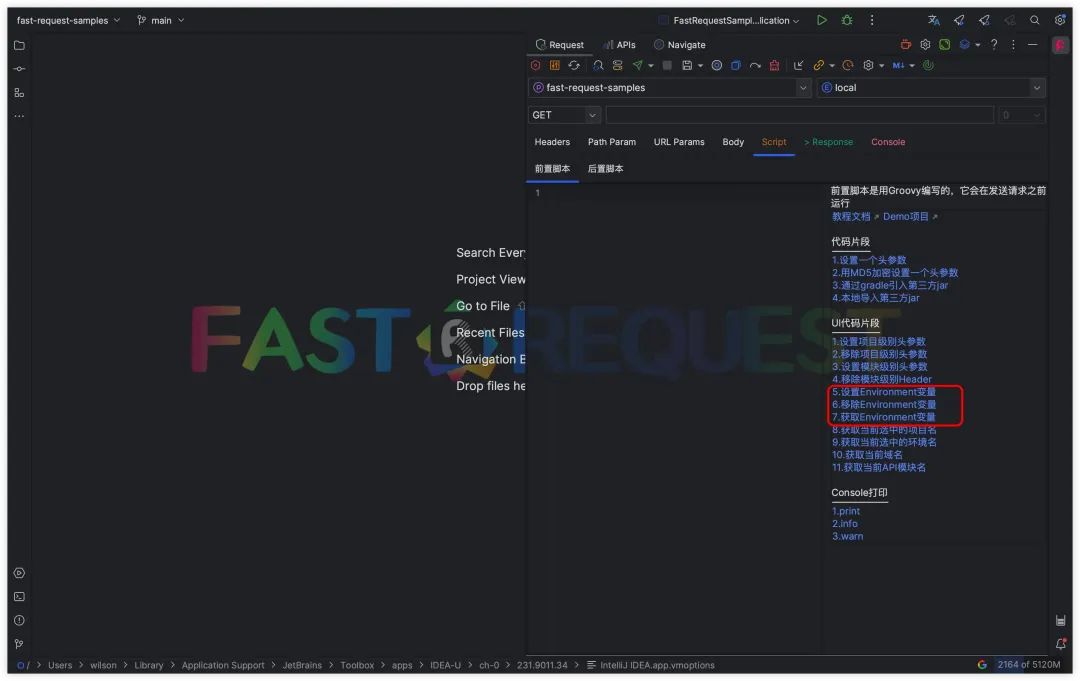 fast-request-samples
main
FastRequestSampl...lication
Request
APIs
Navigate
fast-request-samples
local
GET
0
Headers
Path Param
URL Params
Body
Script
> Response
Console
前置脚本
后置脚本
1
前置脚本是用Groovy编写的，它会在发送请求之前
运行
教程文档
Demo项目
代码片段
1.设置一个头参数
2.用MD5加密设置一个头参数
3.通过gradle引入第三方jar
4.本地导入第三方jar
UI代码片段
1.设置项目级别头参数
2.移除项目级别头参数
3.设置模块级别头参数
4.移除模块级别Header
5.设置Environment变量
6.移除Environment变量
7.获取Environment变量
8.获取当前选中的项目名
9.获取当前选中的环境名
10.获取当前域名
11.获取当前API模块名
Console打印
1.print
2.info
3.warn
Search Every
Project View
Go to File
Recent Files
Navigation B
Drop files he
FAST REQUEST
/ > Users > wilson > Library > Application Support > JetBrains > Toolbox > apps > IDEA-U > ch-0 > 231.9011.34 > IntelliJ IDEA.app.vmoptions
2164 of 5120M